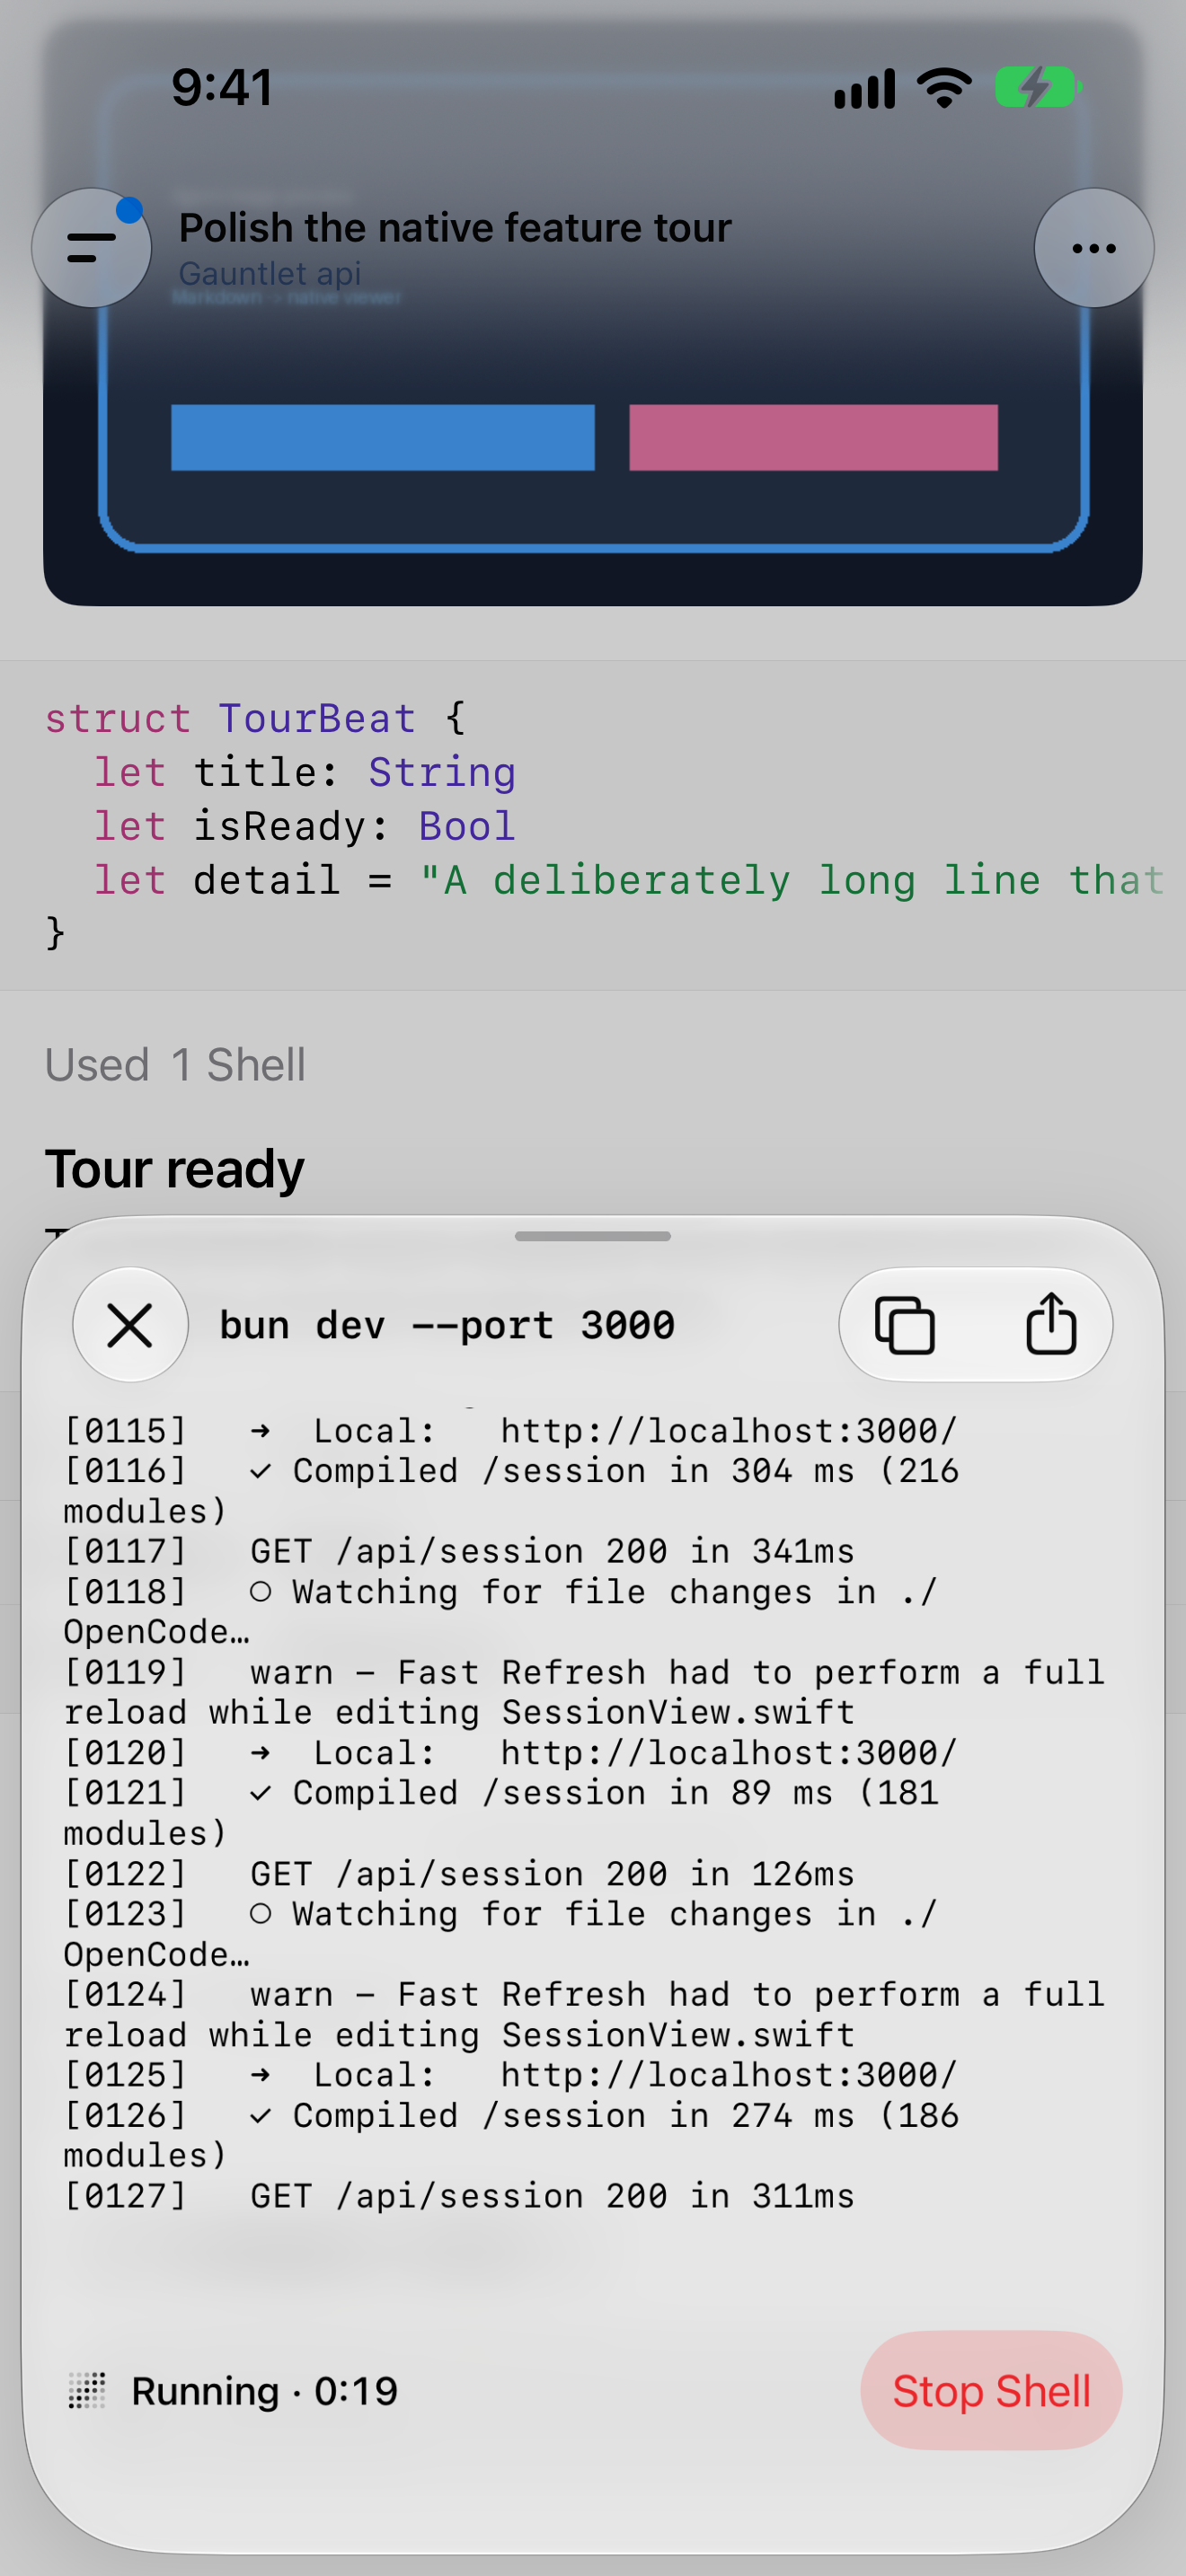 9:41
Polish the native feature tour
Gauntlet api
Markdown -> native viewer
struct TourBeat {
  let title: String
  let isReady: Bool
  let detail = "A deliberately long line that
}
Used 1 Shell
Tour ready
bun dev --port 3000
[0115]   ➜  Local:   http://localhost:3000/
[0116]   ✓ Compiled /session in 304 ms (216
modules)
[0117]   GET /api/session 200 in 341ms
[0118]   ○ Watching for file changes in ./
OpenCode…
[0119]   warn – Fast Refresh had to perform a full
reload while editing SessionView.swift
[0120]   ➜  Local:   http://localhost:3000/
[0121]   ✓ Compiled /session in 89 ms (181
modules)
[0122]   GET /api/session 200 in 126ms
[0123]   ○ Watching for file changes in ./
OpenCode…
[0124]   warn – Fast Refresh had to perform a full
reload while editing SessionView.swift
[0125]   ➜  Local:   http://localhost:3000/
[0126]   ✓ Compiled /session in 274 ms (186
modules)
[0127]   GET /api/session 200 in 311ms
Running · 0:19
Stop Shell